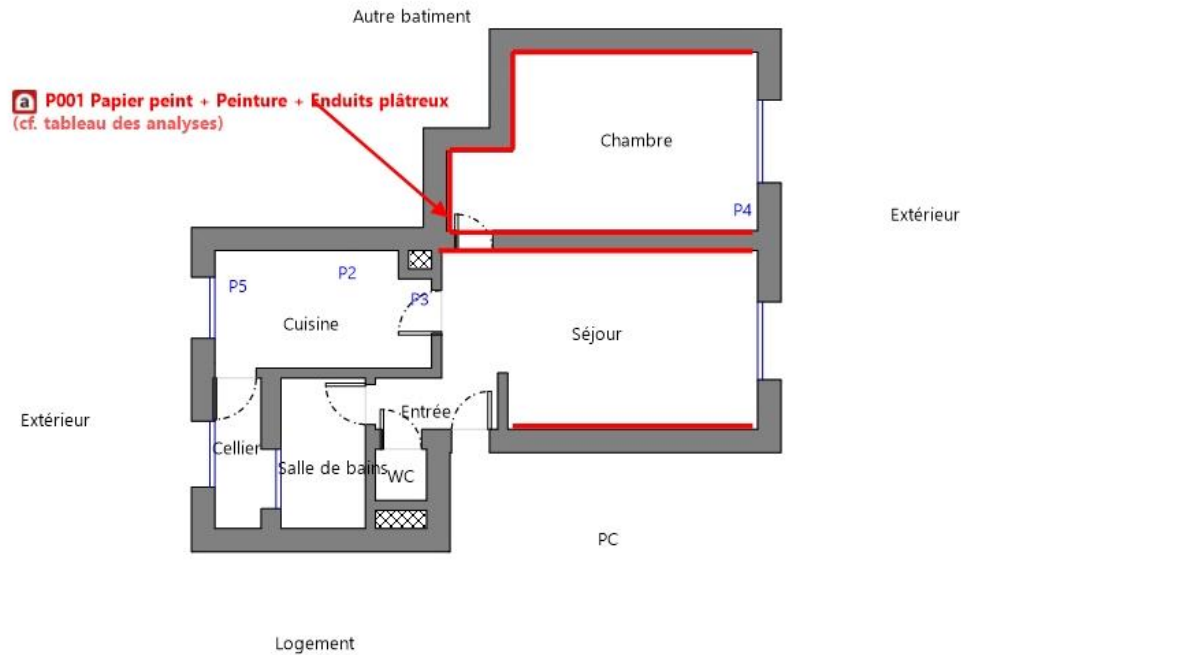 Autre batiment
a P001 Papier peint + Peinture + Enduits plâtreux
(cf. tableau des analyses)
Chambre
P4
Extérieur
P2
P5
P3
Cuisine
Séjour
Entrée
Extérieur
Cellier
Salle de bains
WC
PC
Logement